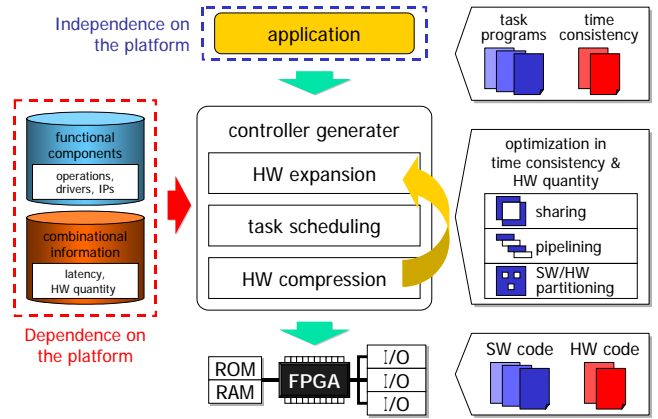 Independence on
the platform
application
task
programs
time
consistency
functional
components
operations,
drivers, IPs
combinational
information
latency,
HW quantity
Dependence on
the platform
controller generater
HW expansion
task scheduling
HW compression
optimization in
time consistency &
HW quantity
sharing
pipelining
SW/HW
partitioning
ROM
RAM
FPGA
I/O
I/O
I/O
SW code
HW code